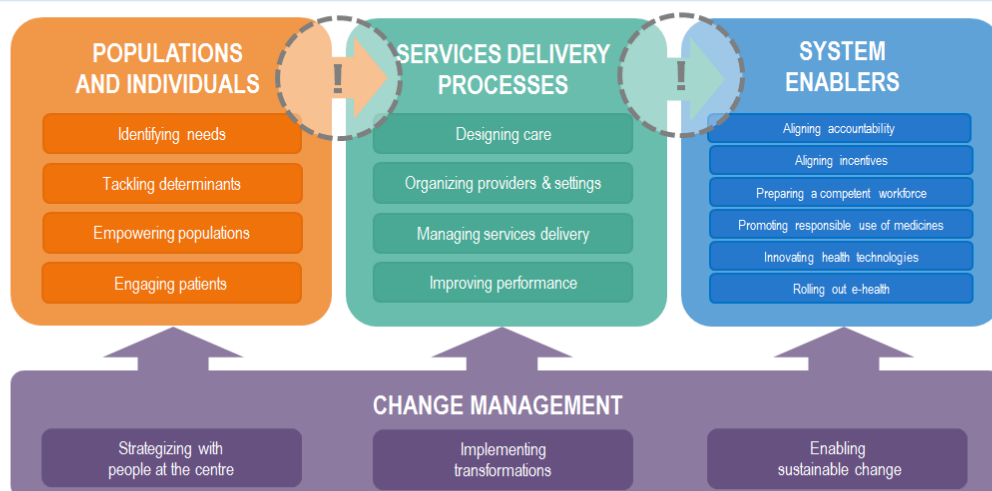 POPULATIONS
AND INDIVIDUALS
Identifying needs
Tackling determinants
Empowering populations
Engaging patients
!
SERVICES DELIVERY
PROCESSES
Designing care
Organizing providers & settings
Managing services delivery
Improving performance
!
SYSTEM
ENABLERS
Aligning accountability
Aligning incentives
Preparing a competent workforce
Promoting responsible use of medicines
Innovating health technologies
Rolling out e-health
CHANGE MANAGEMENT
Strategizing with
people at the centre
Implementing
transformations
Enabling
sustainable change